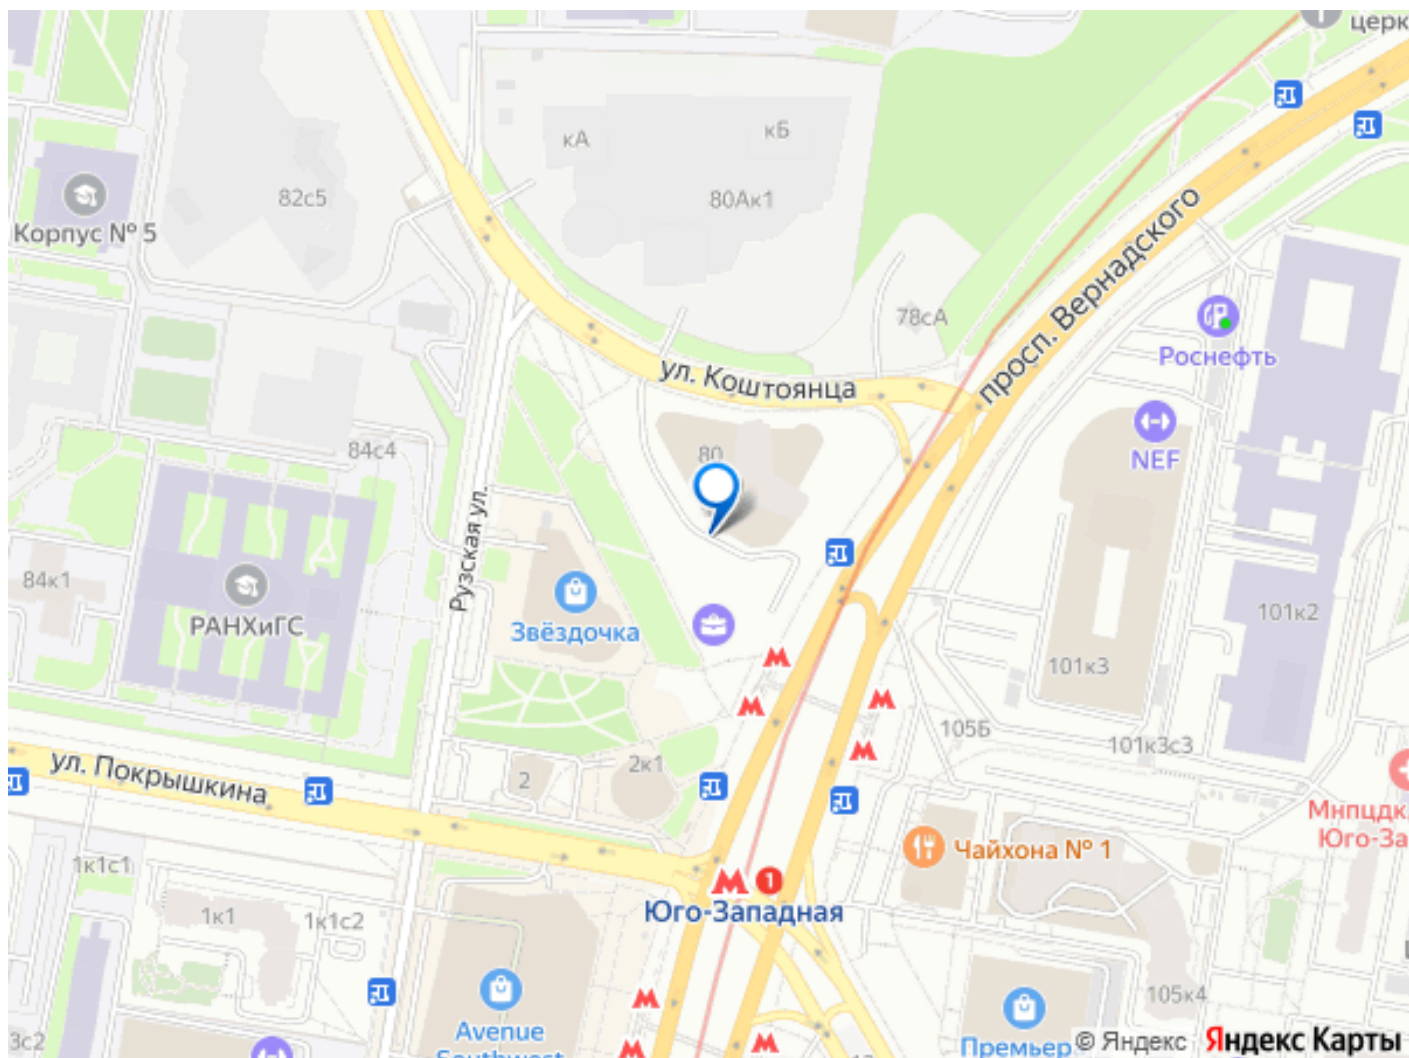 церк
кА
кБ
82с5
80Ак1
Корпус № 5
78сА
просп. Вернадского
Роснефть
ул. Коштоянца
NEF
84с4
80
Рузская ул.
84к1
РАНХиГС
Звёздочка
101к2
101к3
105Б
101к3с3
ул. Покрышкина
2
2к1
Мнпцдк
Юго-За
Чайхона № 1
1к1с1
1
Юго-Западная
1к1
1к1с2
105к4
3с2
Avenue
Southwest
Премьер
© Яндекс
Яндекс Карты